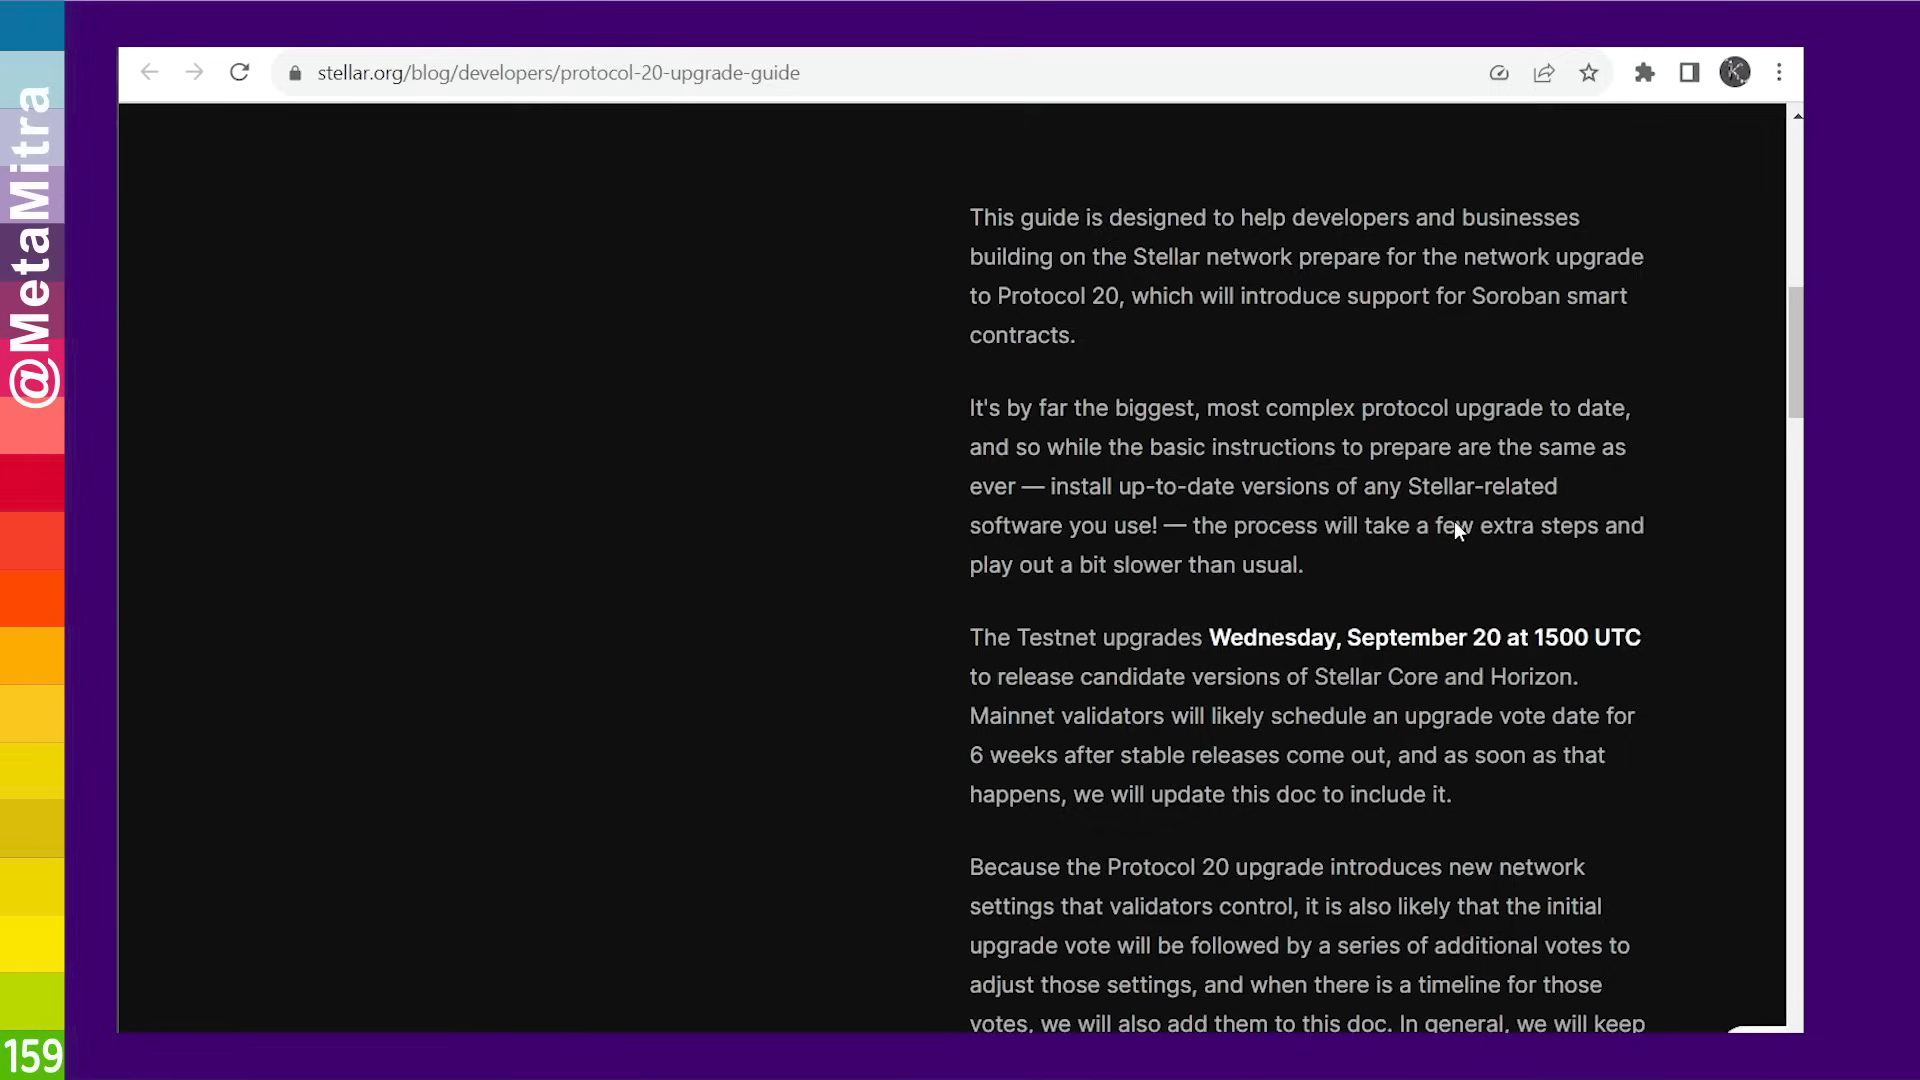 @MetaMitra
159
stellar.org/blog/developers/protocol-20-upgrade-guide
K
This guide is designed to help developers and businesses
building on the Stellar network prepare for the network upgrade
to Protocol 20, which will introduce support for Soroban smart
contracts.
It's by far the biggest, most complex protocol upgrade to date,
and so while the basic instructions to prepare are the same as
ever — install up-to-date versions of any Stellar-related
software you use! — the process will take a few extra steps and
play out a bit slower than usual.
The Testnet upgrades Wednesday, September 20 at 1500 UTC
to release candidate versions of Stellar Core and Horizon.
Mainnet validators will likely schedule an upgrade vote date for
6 weeks after stable releases come out, and as soon as that
happens, we will update this doc to include it.
Because the Protocol 20 upgrade introduces new network
settings that validators control, it is also likely that the initial
upgrade vote will be followed by a series of additional votes to
adjust those settings, and when there is a timeline for those
votes, we will also add them to this doc. In general, we will keep